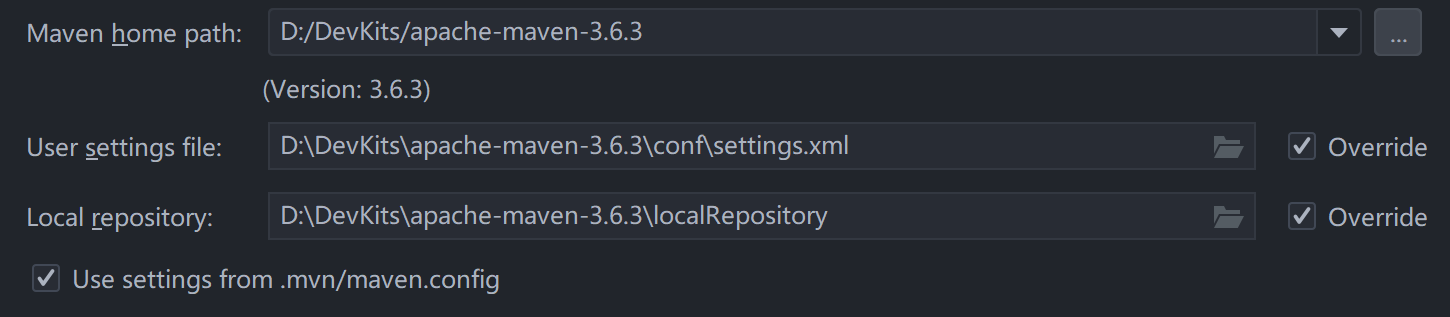 Maven home path: D:/DevKits/apache-maven-3.6.3 ...
(Version: 3.6.3)
User settings file: D:\DevKits\apache-maven-3.6.3\conf\settings.xml Override
Local repository: D:\DevKits\apache-maven-3.6.3\localRepository Override
Use settings from .mvn/maven.config